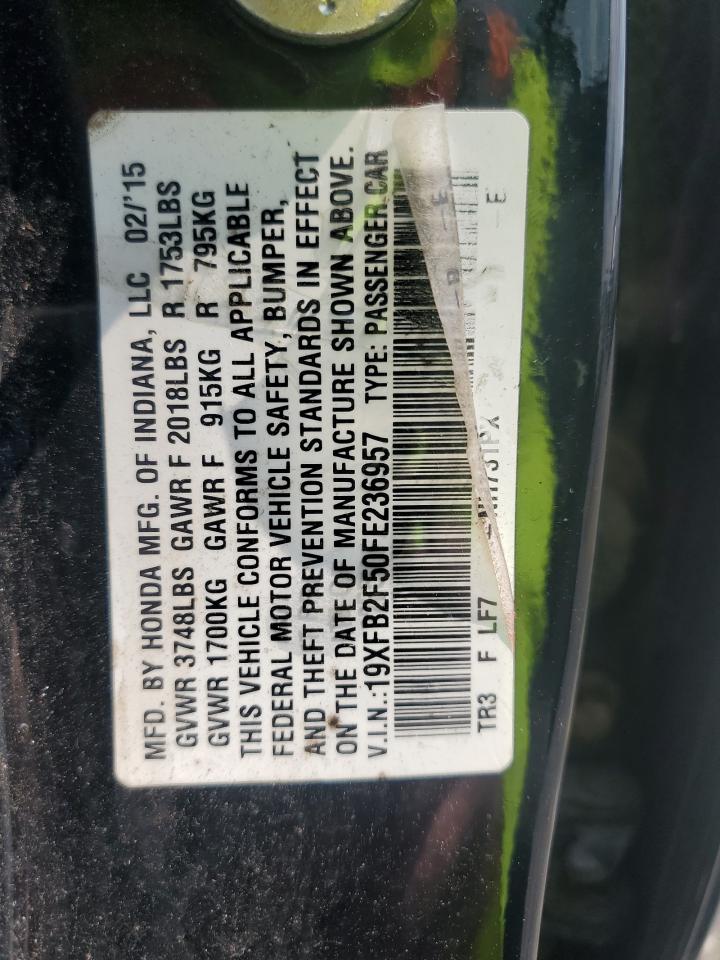 MFD. BY HONDA MFG. OF INDIANA, LLC 02/'15
GVWR 3748LBS GAWR F 2018LBS R 1753LBS
GVWR 1700KG GAWR F 915KG R 795KG
THIS VEHICLE CONFORMS TO ALL APPLICABLE
FEDERAL MOTOR VEHICLE SAFETY, BUMPER,
AND THEFT PREVENTION STANDARDS IN EFFECT
ON THE DATE OF MANUFACTURE SHOWN ABOVE.
V.I.N.:19XFB2F50FE236957 TYPE: PASSENGER CAR
TR3 F LF7 E